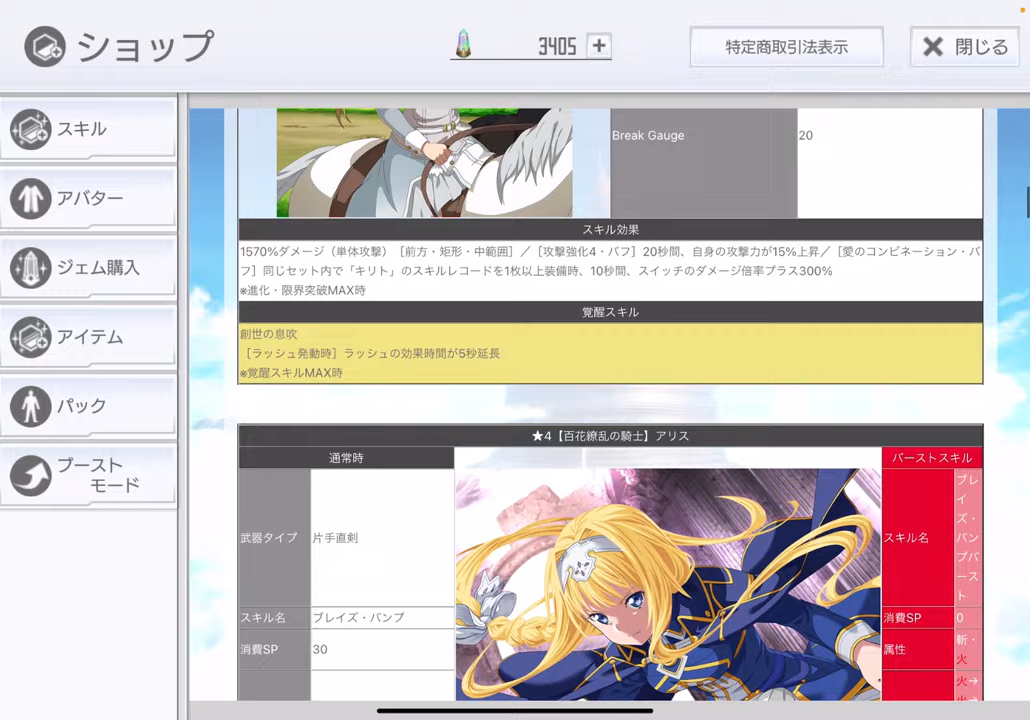 ショップ
3405
特定商取引法表示
閉じる
スキル
アバター
ジェム購入
アイテム
パック
ブースト
モード
Break Gauge
20
スキル効果
1570%ダメージ（単体攻撃）［前方・矩形・中範囲］／［攻撃強化4・バフ］20秒間、自身の攻撃力が15%上昇／［愛のコンビネーション・バ
フ］同じセット内で「キリト」のスキルレコードを1枚以上装備時、10秒間、スイッチのダメージ倍率プラス300%
※進化・限界突破MAX時
覚醒スキル
創世の息吹
［ラッシュ発動時］ラッシュの効果時間が5秒延長
※覚醒スキルMAX時
★4【百花繚乱の騎士】アリス
通常時
バーストスキル
武器タイプ
片手直剣
スキル名
ブレイズ・バンプ
消費SP
30
スキル名
ブレ
イ
ズ・
バン
プバ
ース
ト
消費SP
0
属性
斬・
火
火→
火→